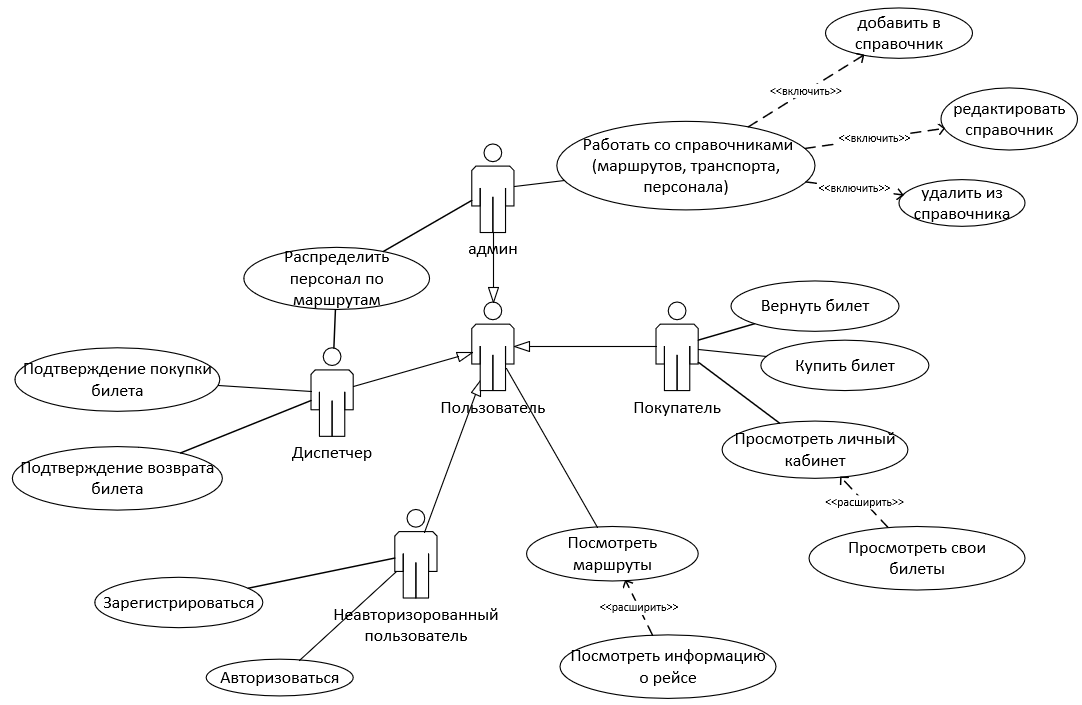 добавить в
справочник
<<включить>>
редактировать
справочник
<<включить>>
Работать со справочниками
(маршрутов, транспорта,
персонала)
<<включить>>
удалить из
справочника
админ
Распределить
персонал по
маршрутам
Вернуть билет
Купить билет
Подтверждение покупки
билета
Пользователь
Покупатель
Диспетчер
Просмотреть личный
кабинет
Подтверждение возврата
билета
<<расширить>>
Посмотреть
маршруты
Просмотреть свои
билеты
Зарегистрироваться
Неавторизорованный
пользователь
<<расширить>>
Авторизоваться
Посмотреть информацию
о рейсе